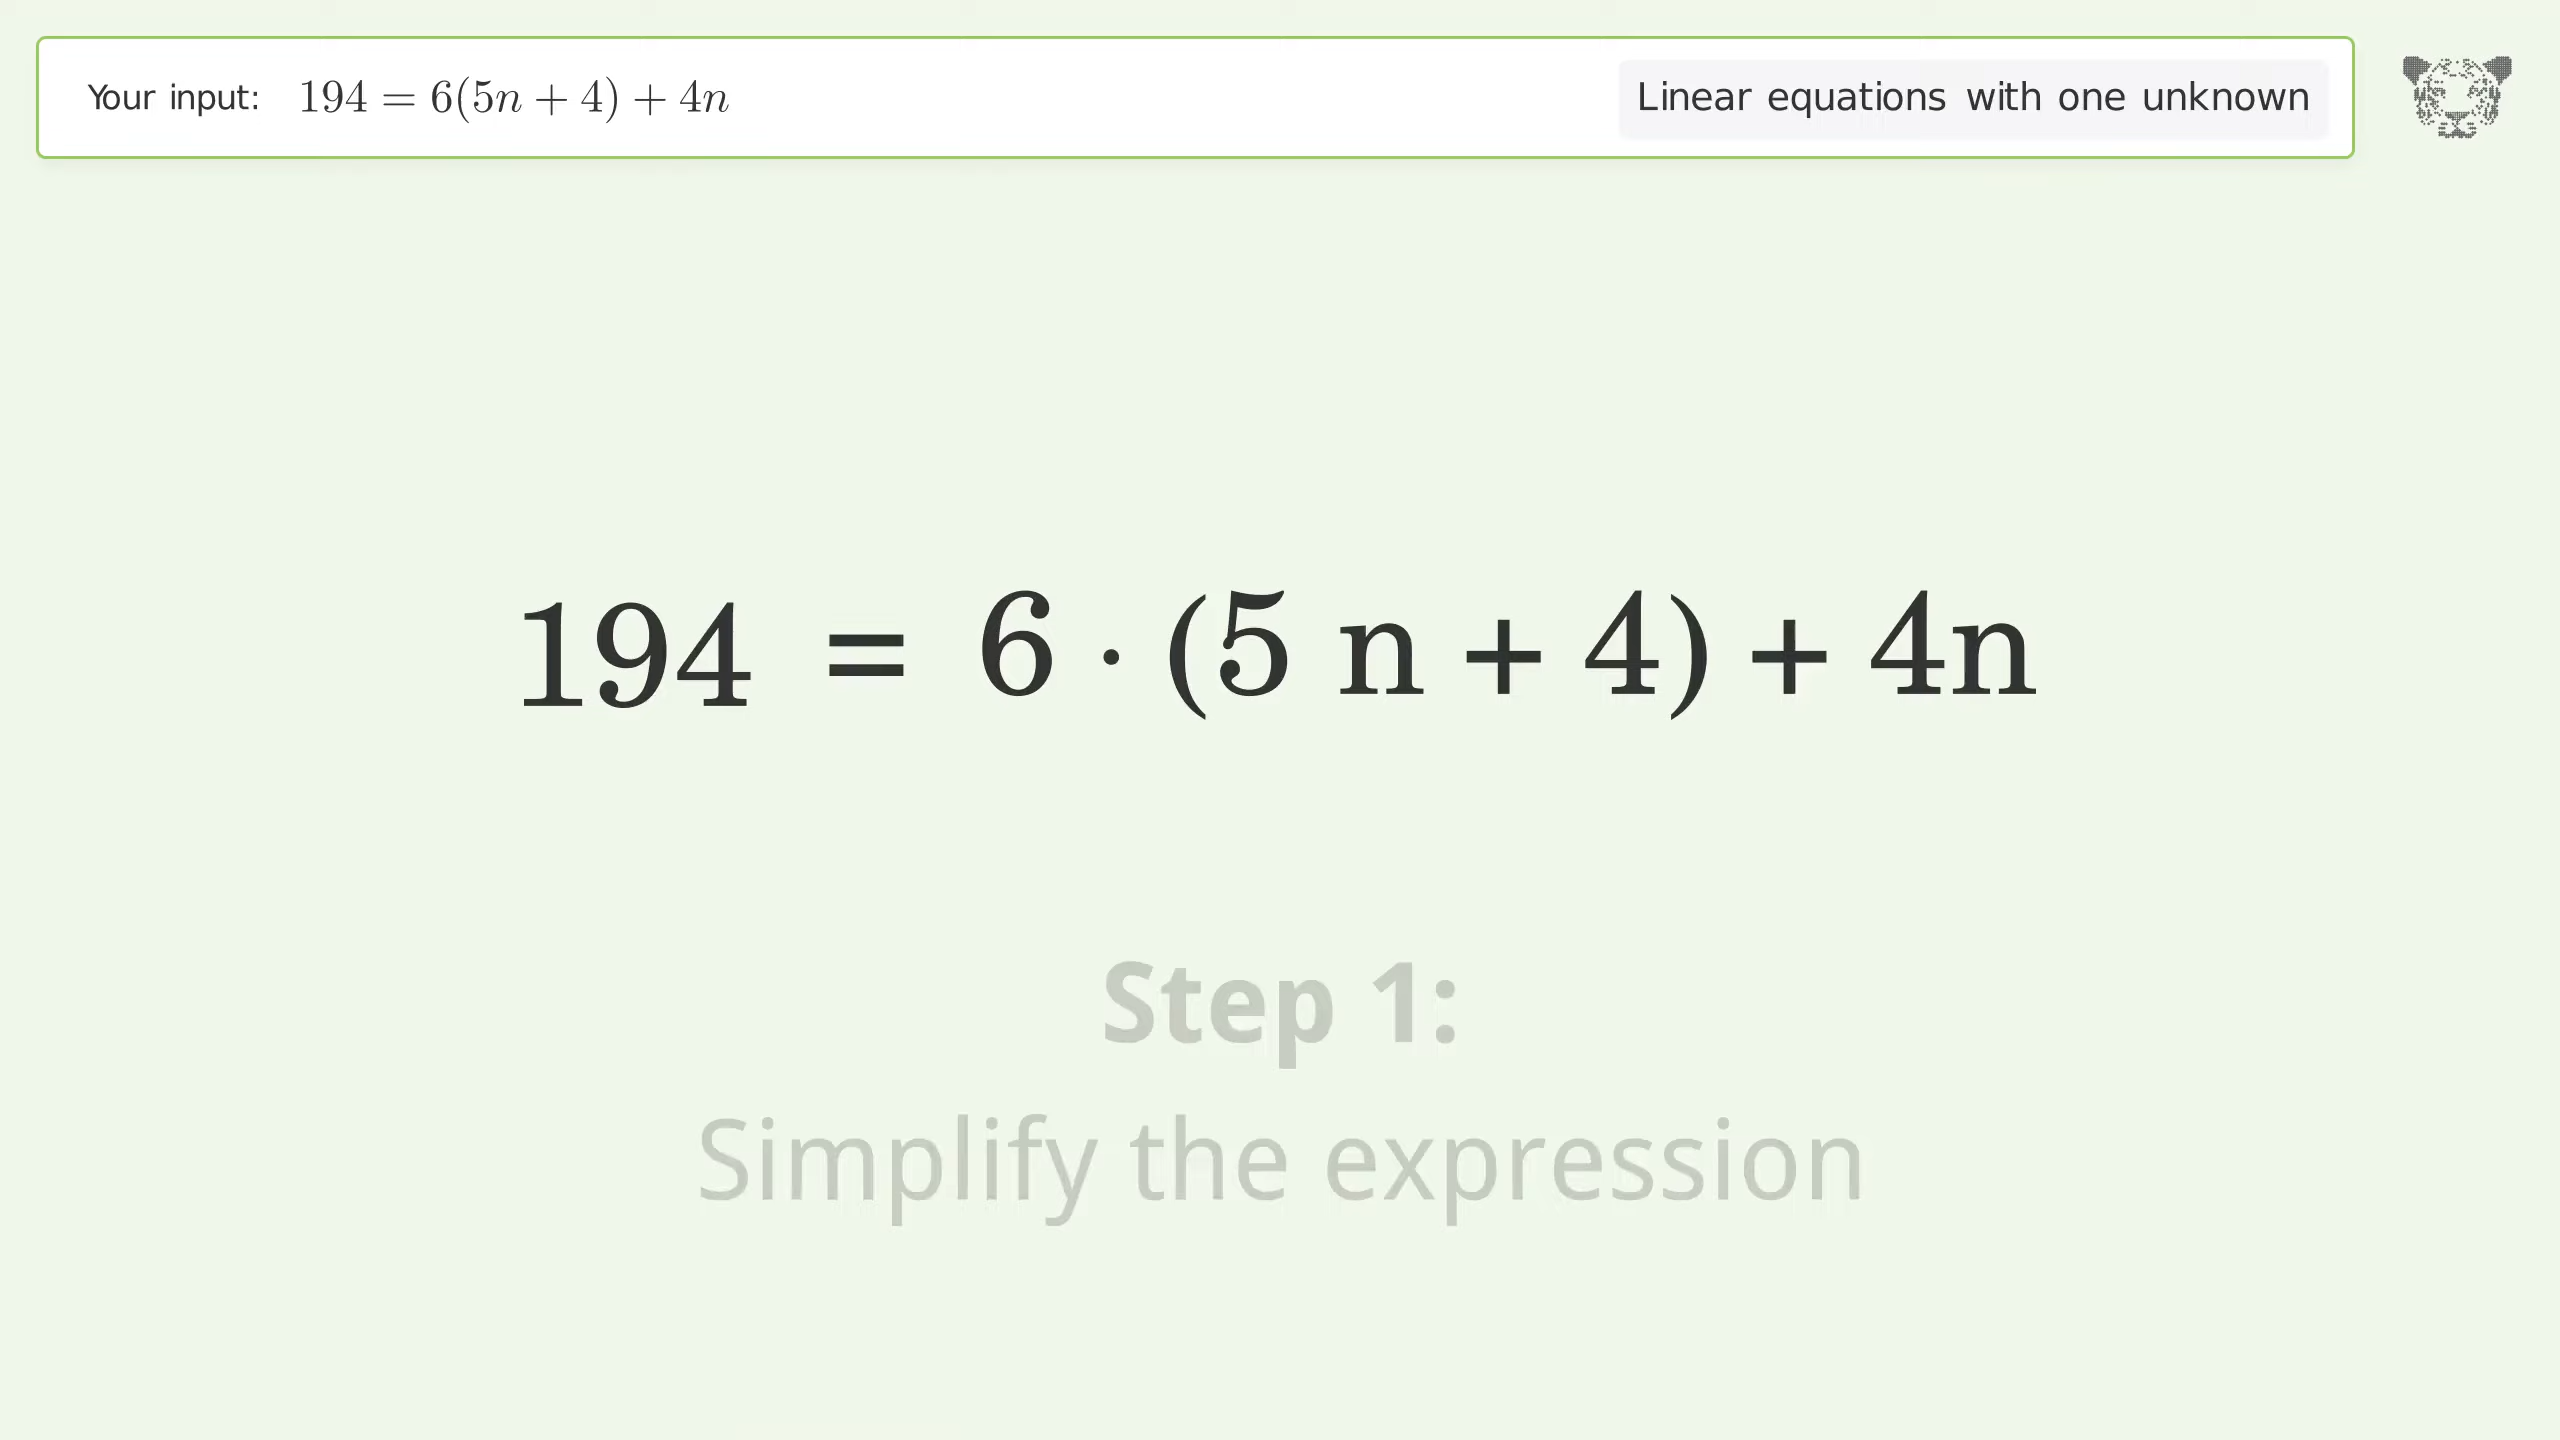 Your input: 194 = 6(5n + 4) + 4n
Linear equations with one unknown
194 = 6 · (5 n + 4) + 4n
Step 1:
Simplify the expression